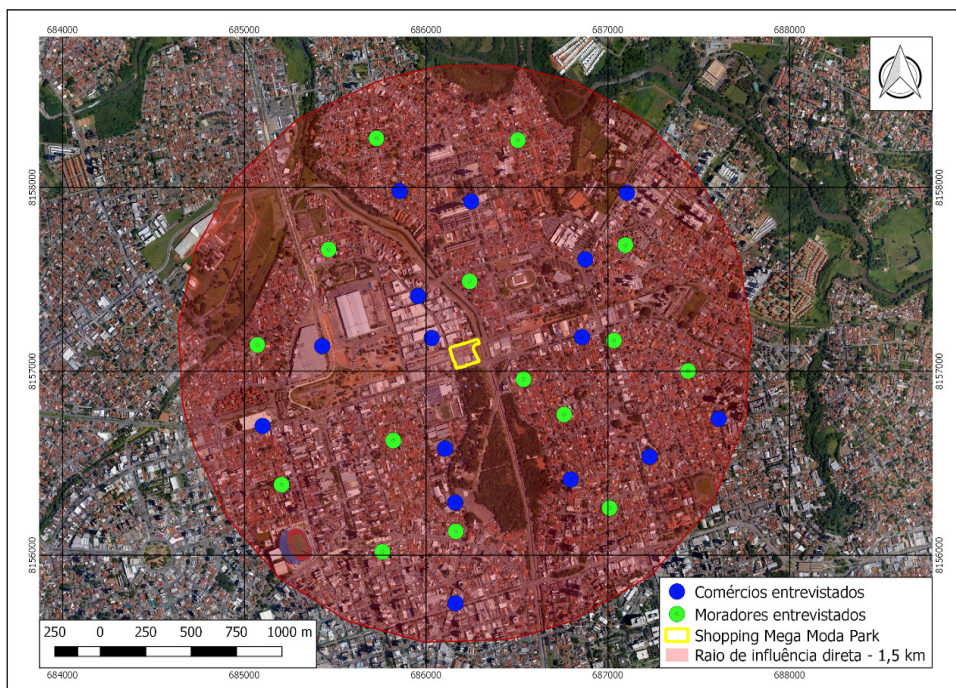 684000 685000 686000 687000 688000
8158000 8158000
8157000 8157000
8156000 8156000
Comércios entrevistados
Moradores entrevistados
Shopping Mega Moda Park
Raio de influência direta - 1,5 km
250 0 250 500 750 1000 m
684000 685000 686000 687000 688000